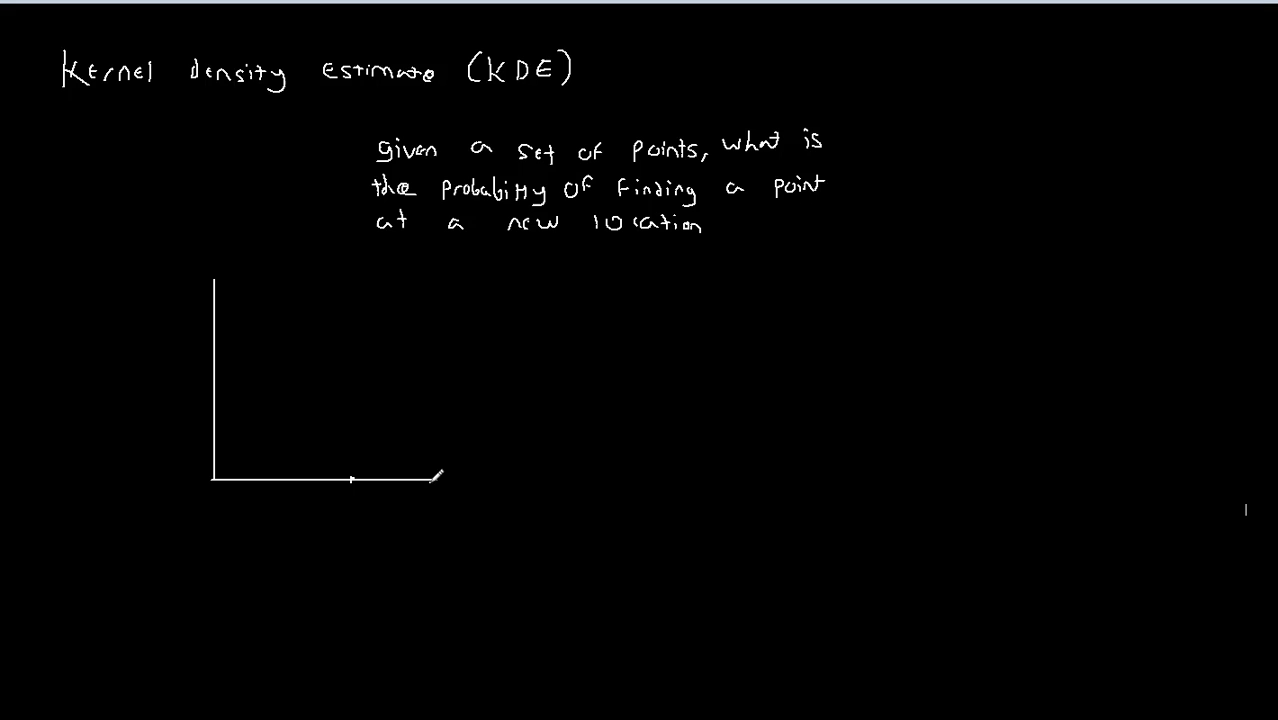 Kernel density estimate (KDE)
given a set of points, what is
the probability of finding a point
at a new location